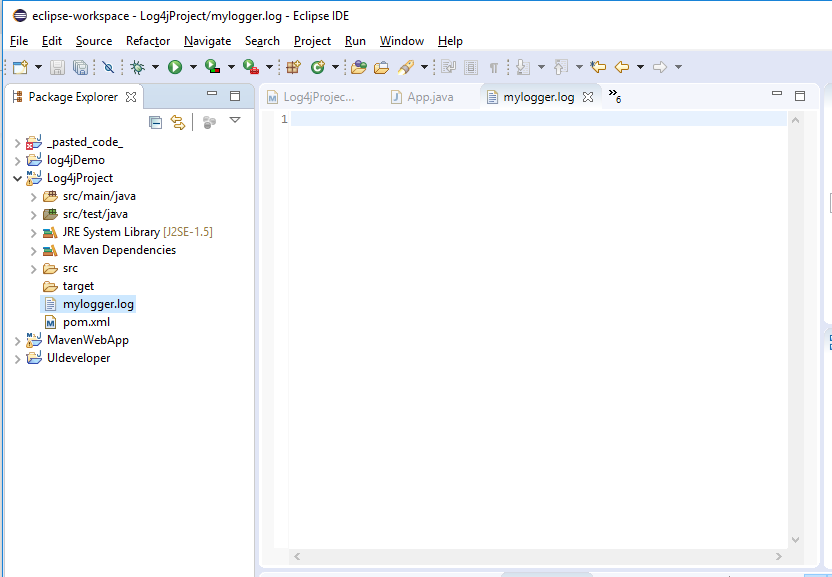 eclipse-workspace - Log4jProject/mylogger.log - Eclipse IDE
File Edit Source Refactor Navigate Search Project Run Window Help
Package Explorer
Log4jProjec...
App.java
mylogger.log
6
1
_pasted_code_
log4jDemo
Log4jProject
src/main/java
src/test/java
JRE System Library [J2SE-1.5]
Maven Dependencies
src
target
mylogger.log
pom.xml
MavenWebApp
UIdeveloper